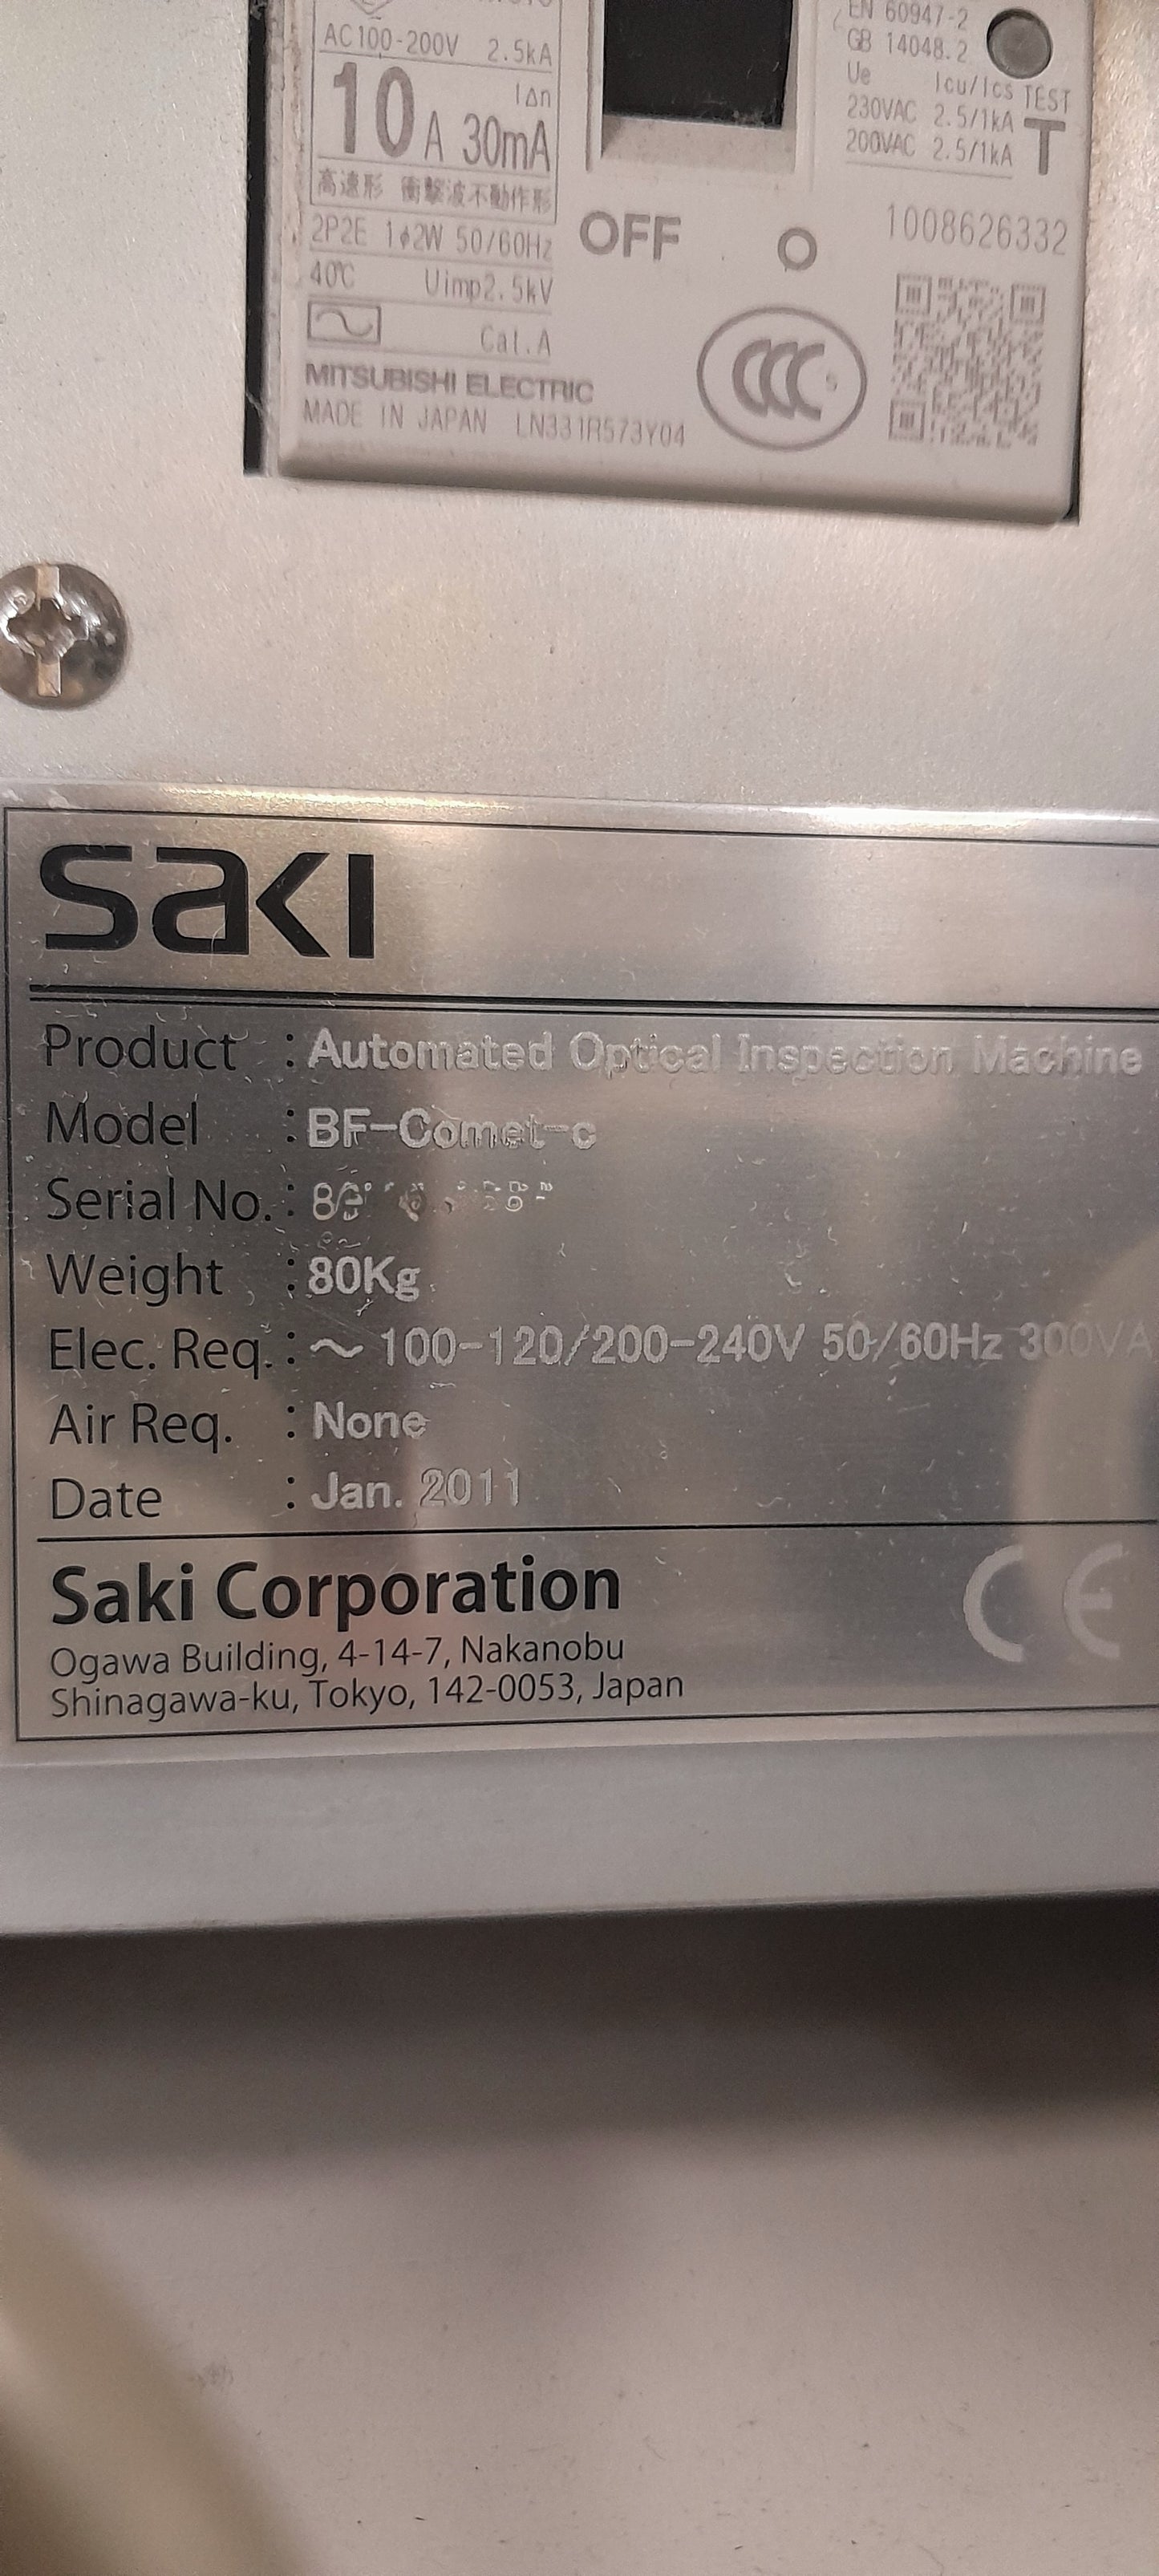 AC100-200V 2.5kA
IΔn
10A 30mA
高速形 衝撃波不動作形
2P2E 1φ2W 50/60Hz
40℃ Uimp2.5kV
Cat.A
MITSUBISHI ELECTRIC
MADE IN JAPAN LN331R573Y04
OFF
EN 60947-2
GB 14048.2
Ue Icu/Ics TEST
230VAC 2.5/1kA
200VAC 2.5/1kA T
1008626332
CCC S
saki
Product : Automated Optical Inspection Machine
Model : BF-Comet-c
Serial No. :
Weight : 80Kg
Elec. Req. : ~ 100-120/200-240V 50/60Hz 300VA
Air Req. : None
Date : Jan. 2011
Saki Corporation
Ogawa Building, 4-14-7, Nakanobu
Shinagawa-ku, Tokyo, 142-0053, Japan
CE